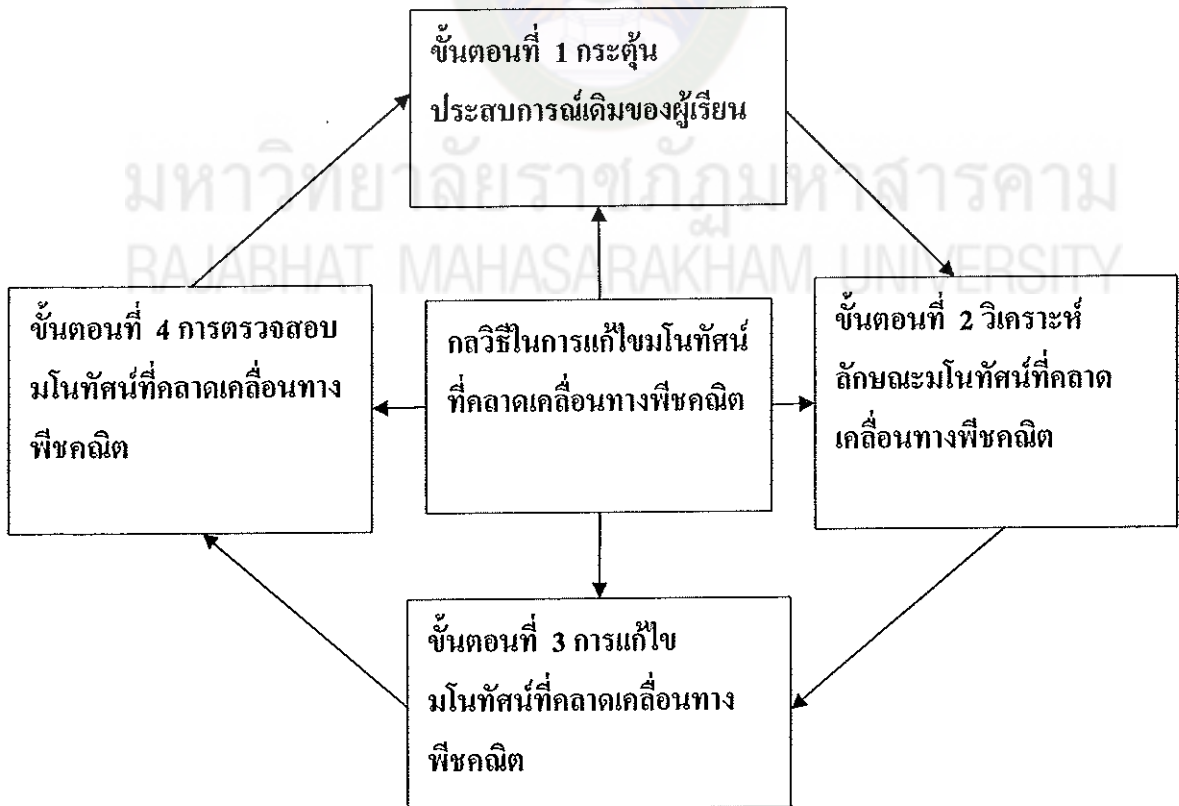 ขั้นตอนที่ 1 กระตุ้น
ประสบการณ์เดิมของผู้เรียน
มหาวิทยาลัยราชภัฏมหาสารคาม
RAJABHAT MAHASARAKHAM UNIVERSITY
ขั้นตอนที่ 4 การตรวจสอบ
มโนทัศน์ที่คลาดเคลื่อนทาง
พีชคณิต
กลวิธีในการแก้ไขมโนทัศน์
ที่คลาดเคลื่อนทางพีชคณิต
ขั้นตอนที่ 2 วิเคราะห์
ลักษณะมโนทัศน์ที่คลาด
เคลื่อนทางพีชคณิต
ขั้นตอนที่ 3 การแก้ไข
มโนทัศน์ที่คลาดเคลื่อนทาง
พีชคณิต